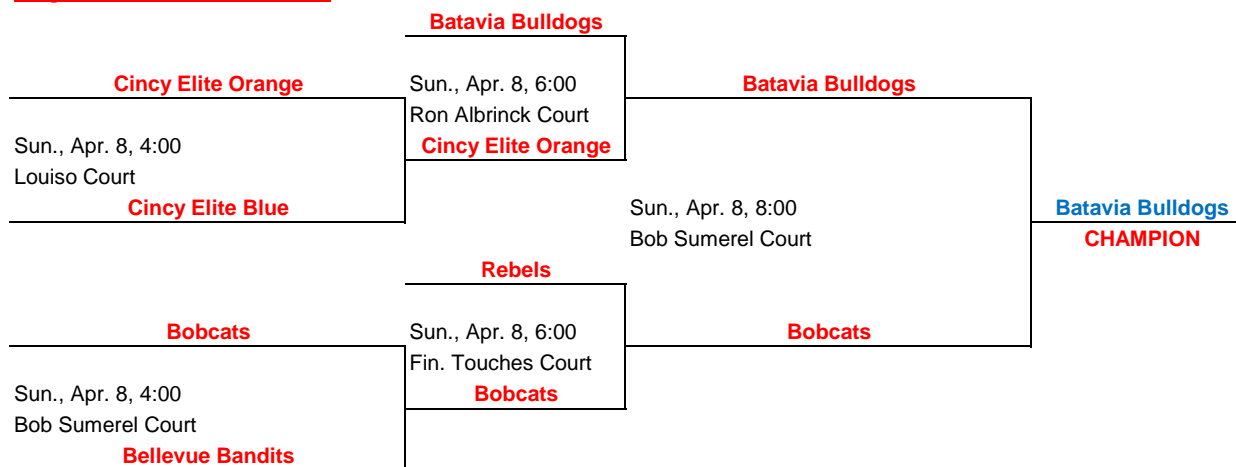 Batavia Bulldogs
Cincy Elite Orange
Sun., Apr. 8, 6:00
Batavia Bulldogs
Ron Albrinck Court
Sun., Apr. 8, 4:00
Cincy Elite Orange
Louiso Court
Cincy Elite Blue
Sun., Apr. 8, 8:00
Batavia Bulldogs
Bob Sumerel Court
CHAMPION
Rebels
Bobcats
Sun., Apr. 8, 6:00
Bobcats
Fin. Touches Court
Sun., Apr. 8, 4:00
Bobcats
Bob Sumerel Court
Bellevue Bandits